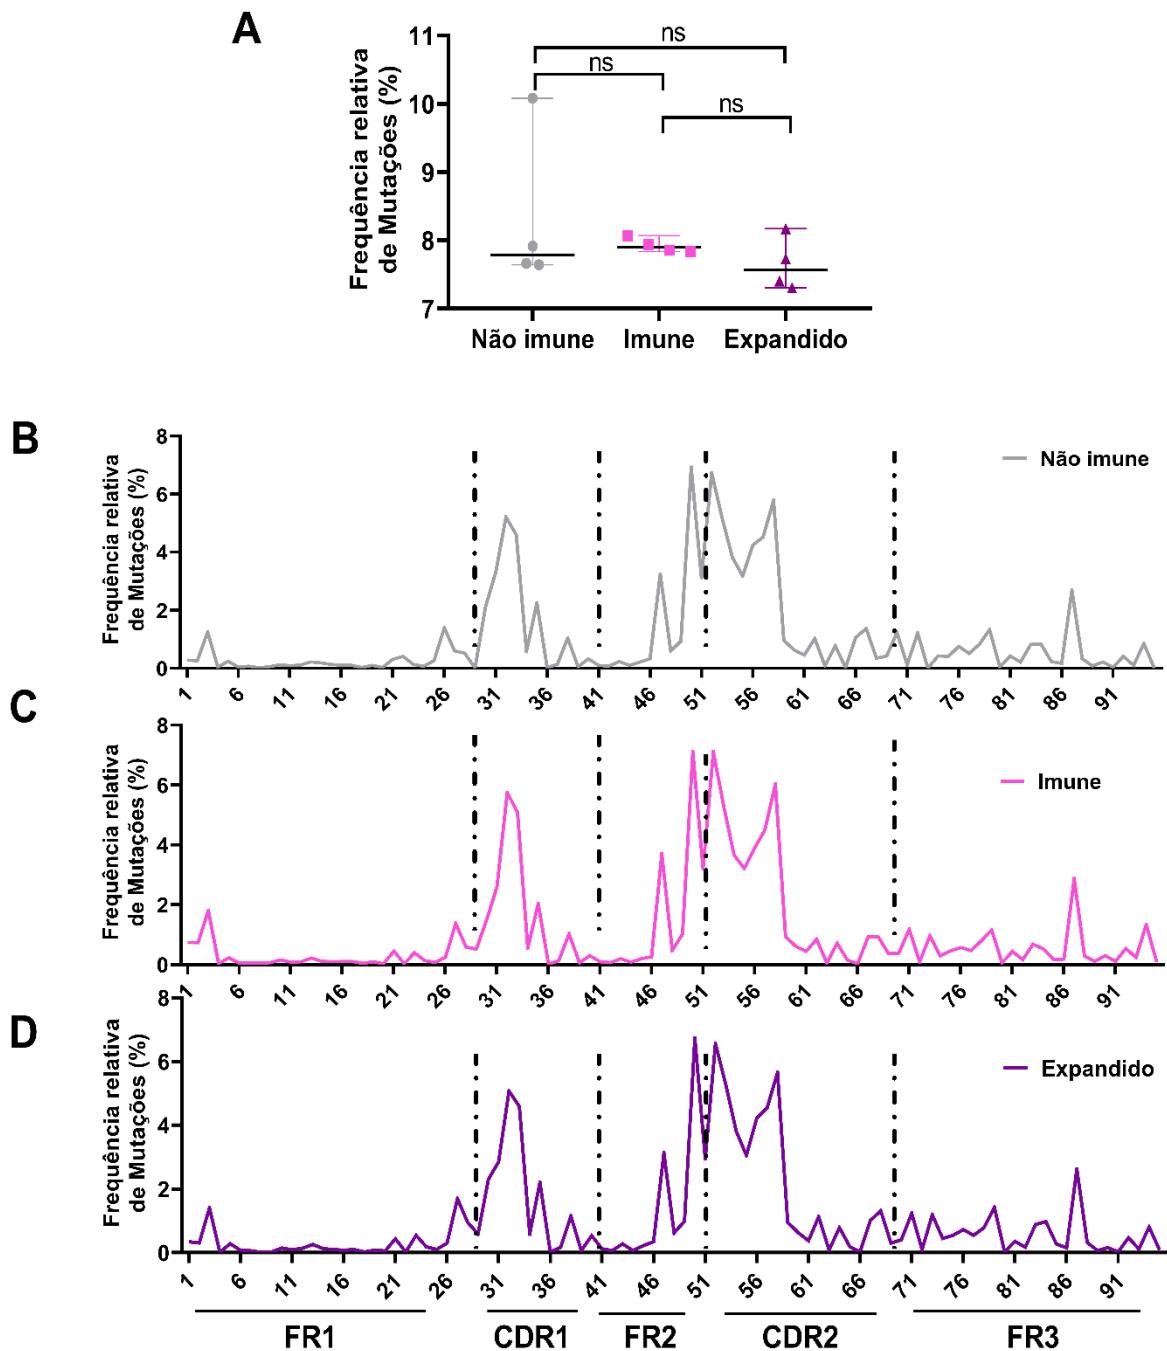 A
Frequência relativa
de Mutações (%)
11
10
9
8
7
ns
ns
ns
Não imune Imune Expandido
B
Frequência relativa
de Mutações (%)
8
6
4
2
0
Não imune
1 6 11 16 21 26 31 36 41 46 51 56 61 66 71 76 81 86 91
C
Frequência relativa
de Mutações (%)
8
6
4
2
0
Imune
1 6 11 16 21 26 31 36 41 46 51 56 61 66 71 76 81 86 91
D
Frequência relativa
de Mutações (%)
8
6
4
2
0
Expandido
1 6 11 16 21 26 31 36 41 46 51 56 61 66 71 76 81 86 91
FR1 CDR1 FR2 CDR2 FR3